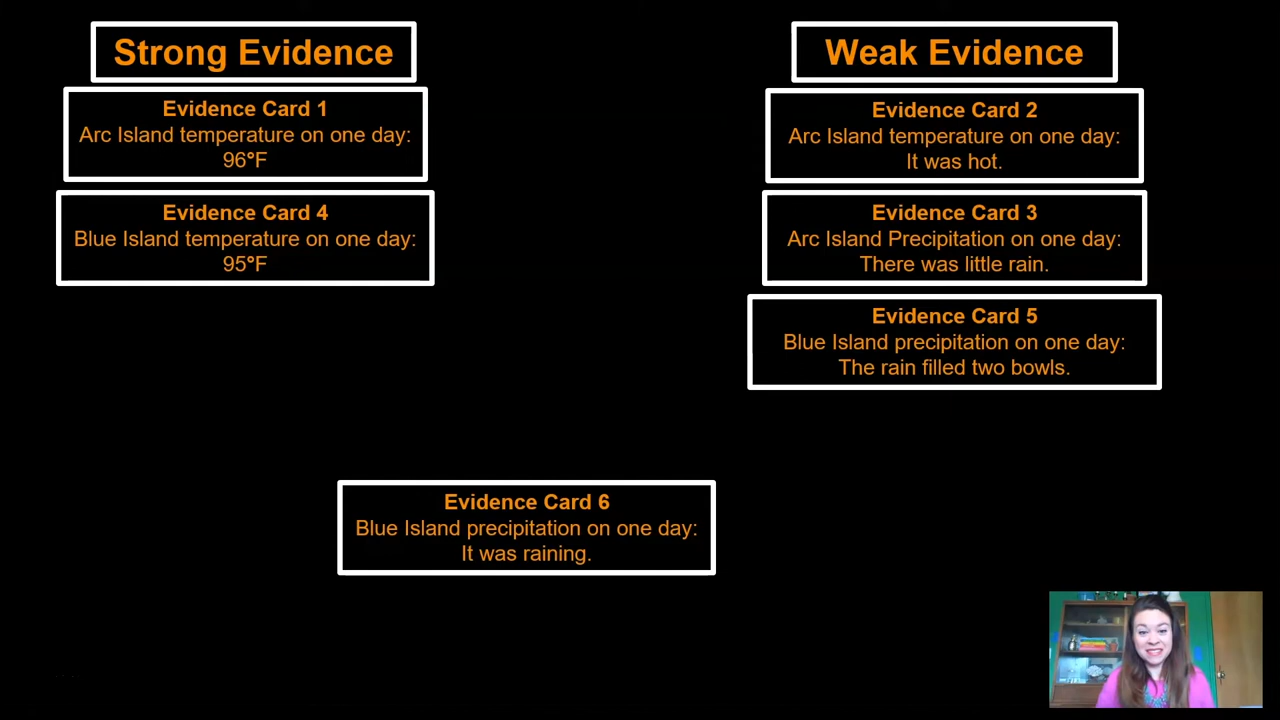 Strong Evidence
Evidence Card 1
Arc Island temperature on one day:
96°F
Evidence Card 4
Blue Island temperature on one day:
95°F
Weak Evidence
Evidence Card 2
Arc Island temperature on one day:
It was hot.
Evidence Card 3
Arc Island Precipitation on one day:
There was little rain.
Evidence Card 5
Blue Island precipitation on one day:
The rain filled two bowls.
Evidence Card 6
Blue Island precipitation on one day:
It was raining.